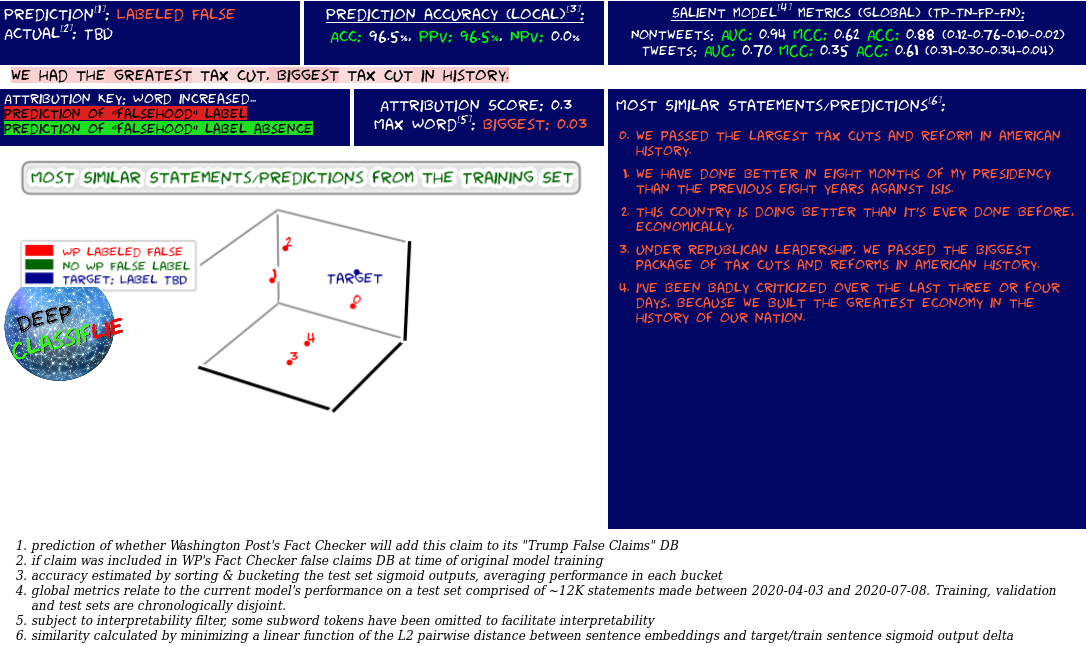 PREDICTION[1]: LABELED FALSE
ACTUAL[2]: TBD
PREDICTION ACCURACY (LOCAL)[3]:
ACC: 96.5%, PPV: 96.5%, NPV: 0.0%
SALIENT MODEL[4] METRICS (GLOBAL) (TP-TN-FP-FN):
NONTWEETS: AUC: 0.94 MCC: 0.62 ACC: 0.88 (0.12-0.76-0.10-0.02)
TWEETS: AUC: 0.70 MCC: 0.35 ACC: 0.61 (0.31-0.30-0.34-0.04)
WE HAD THE GREATEST TAX CUT, BIGGEST TAX CUT IN HISTORY.
ATTRIBUTION KEY: WORD INCREASED...
PREDICTION OF "FALSEHOOD" LABEL
PREDICTION OF "FALSEHOOD" LABEL ABSENCE
ATTRIBUTION SCORE: 0.3
MAX WORD[5]: BIGGEST: 0.03
MOST SIMILAR STATEMENTS/PREDICTIONS FROM THE TRAINING SET
WP LABELED FALSE
NO WP FALSE LABEL
TARGET: LABEL TBD
2
1
TARGET
0
4
3
DEEP
CLASSIFLIE
MOST SIMILAR STATEMENTS/PREDICTIONS[6]:
0. WE PASSED THE LARGEST TAX CUTS AND REFORM IN AMERICAN
HISTORY.
1. WE HAVE DONE BETTER IN EIGHT MONTHS OF MY PRESIDENCY
THAN THE PREVIOUS EIGHT YEARS AGAINST ISIS.
2. THIS COUNTRY IS DOING BETTER THAN IT'S EVER DONE BEFORE,
ECONOMICALLY.
3. UNDER REPUBLICAN LEADERSHIP, WE PASSED THE BIGGEST
PACKAGE OF TAX CUTS AND REFORMS IN AMERICAN HISTORY.
4. I'VE BEEN BADLY CRITICIZED OVER THE LAST THREE OR FOUR
DAYS, BECAUSE WE BUILT THE GREATEST ECONOMY IN THE
HISTORY OF OUR NATION.
1. prediction of whether Washington Post's Fact Checker will add this claim to its "Trump False Claims" DB
2. if claim was included in WP's Fact Checker false claims DB at time of original model training
3. accuracy estimated by sorting & bucketing the test set sigmoid outputs, averaging performance in each bucket
4. global metrics relate to the current model's performance on a test set comprised of ~12K statements made between 2020-04-03 and 2020-07-08. Training, validation
and test sets are chronologically disjoint.
5. subject to interpretability filter, some subword tokens have been omitted to facilitate interpretability
6. similarity calculated by minimizing a linear function of the L2 pairwise distance between sentence embeddings and target/train sentence sigmoid output delta